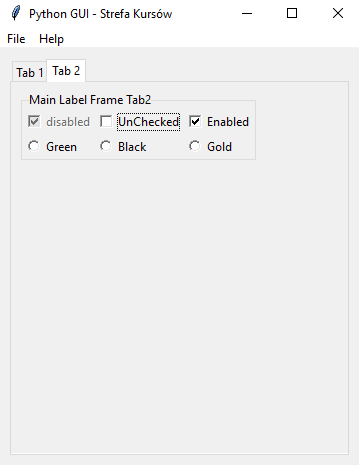 Python GUI - Strefa Kursów
File Help
Tab 1 Tab 2
Main Label Frame Tab2
disabled UnChecked Enabled
Green Black Gold